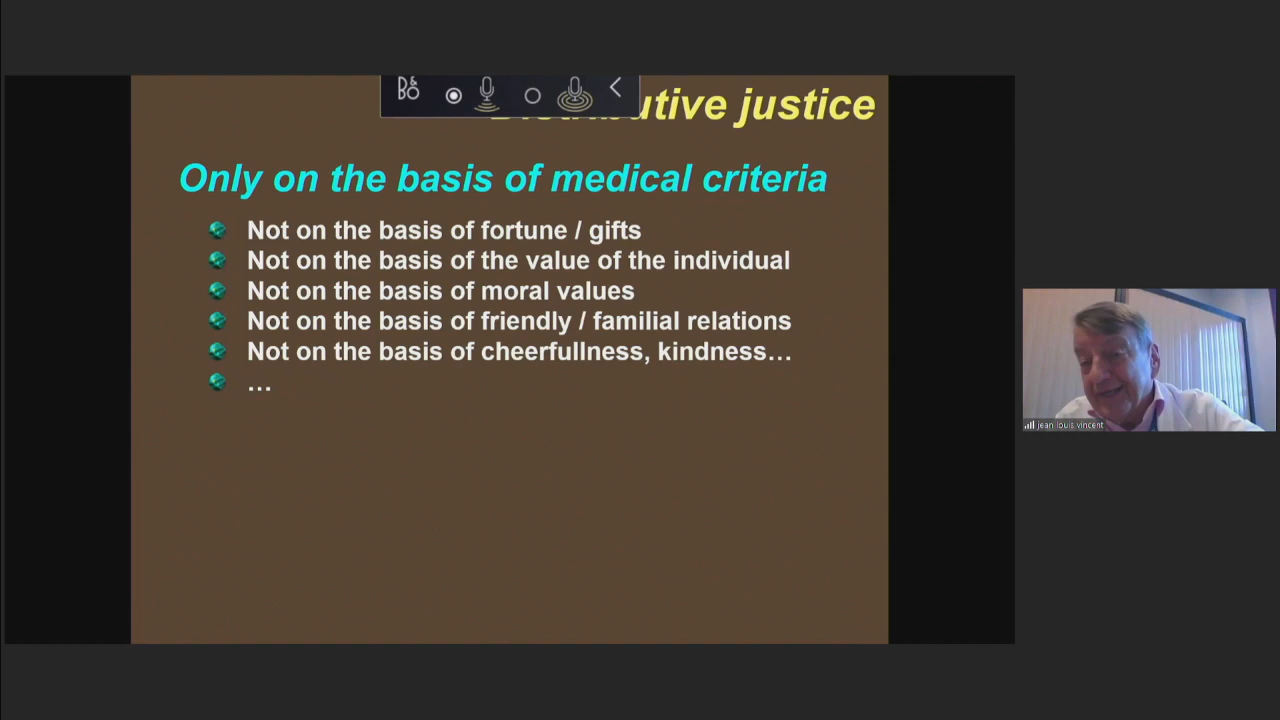 B&O
Distributive justice
Only on the basis of medical criteria
Not on the basis of fortune / gifts
Not on the basis of the value of the individual
Not on the basis of moral values
Not on the basis of friendly / familial relations
Not on the basis of cheerfullness, kindness…
…
jean louis vincent